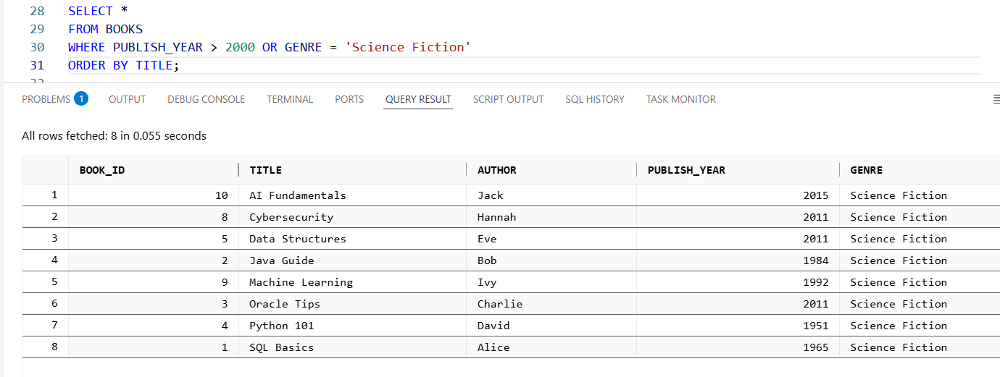 28 SELECT *
29 FROM BOOKS
30 WHERE PUBLISH_YEAR > 2000 OR GENRE = 'Science Fiction'
31 ORDER BY TITLE;
32
PROBLEMS 1 OUTPUT DEBUG CONSOLE TERMINAL PORTS QUERY RESULT SCRIPT OUTPUT SQL HISTORY TASK MONITOR
All rows fetched: 8 in 0.055 seconds
BOOK_ID TITLE AUTHOR PUBLISH_YEAR GENRE
1 10 AI Fundamentals Jack 2015 Science Fiction
2 8 Cybersecurity Hannah 2011 Science Fiction
3 5 Data Structures Eve 2011 Science Fiction
4 2 Java Guide Bob 1984 Science Fiction
5 9 Machine Learning Ivy 1992 Science Fiction
6 3 Oracle Tips Charlie 2011 Science Fiction
7 4 Python 101 David 1951 Science Fiction
8 1 SQL Basics Alice 1965 Science Fiction